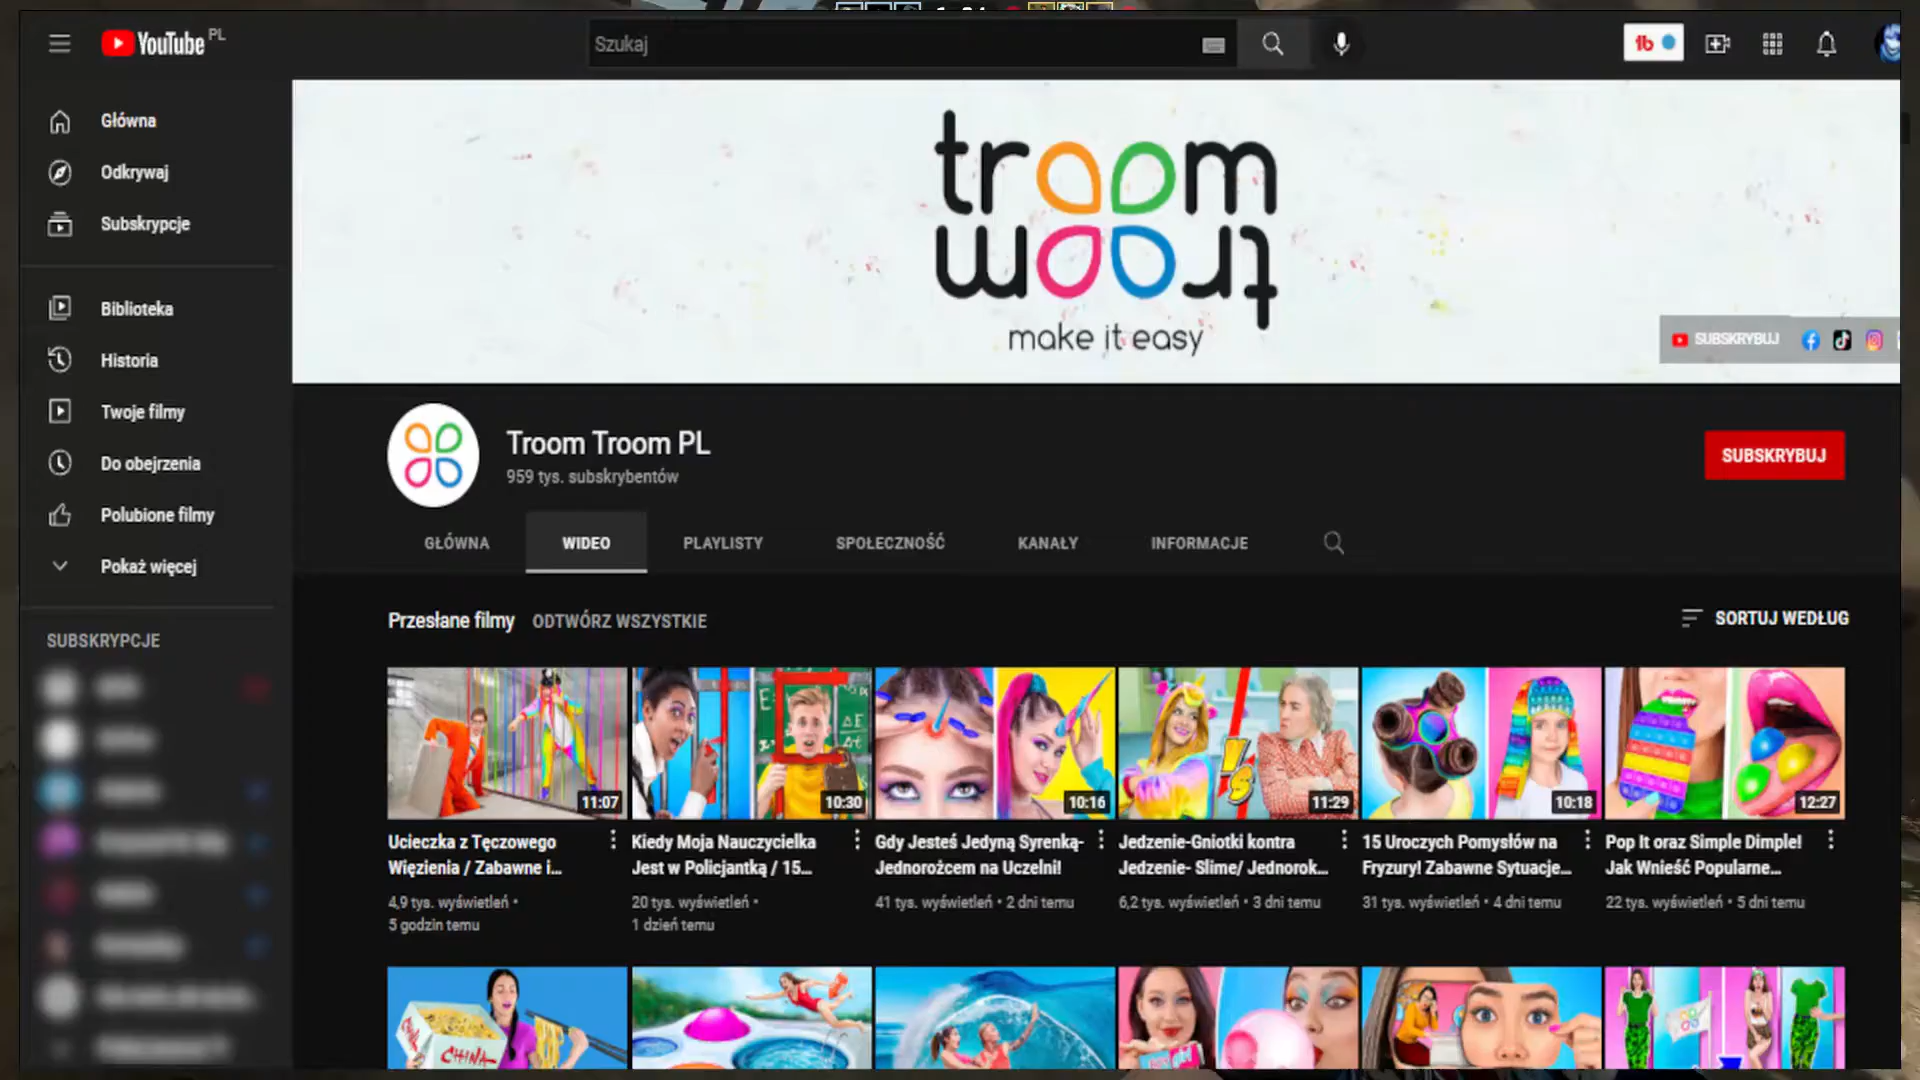 YouTube PL
Szukaj
Główna
Odkrywaj
Subskrypcje
Biblioteka
Historia
Twoje filmy
Do obejrzenia
Polubione filmy
Pokaż więcej
SUBSKRYPCJE
troom
troom
make it easy
SUBSKRYBUJ
Troom Troom PL
959 tys. subskrybentów
SUBSKRYBUJ
GŁÓWNA
WIDEO
PLAYLISTY
SPOŁECZNOŚĆ
KANAŁY
INFORMACJE
Przesłane filmy
ODTWÓRZ WSZYSTKIE
SORTUJ WEDŁUG
11:07
Ucieczka z Tęczowego
Więzienia / Zabawne i...
4,9 tys. wyświetleń •
5 godzin temu
10:30
Kiedy Moja Nauczycielka
Jest w Policjantką / 15...
20 tys. wyświetleń •
1 dzień temu
10:16
Gdy Jesteś Jedyną Syrenką-
Jednorożcem na Uczelni!
41 tys. wyświetleń • 2 dni temu
11:29
Jedzenie-Gniotki kontra
Jedzenie- Slime/ Jednorok...
6,2 tys. wyświetleń • 3 dni temu
10:18
15 Uroczych Pomysłów na
Fryzury! Zabawne Sytuacje...
31 tys. wyświetleń • 4 dni temu
12:27
Pop It oraz Simple Dimple!
Jak Wnieść Popularne...
22 tys. wyświetleń • 5 dni temu
CHINA